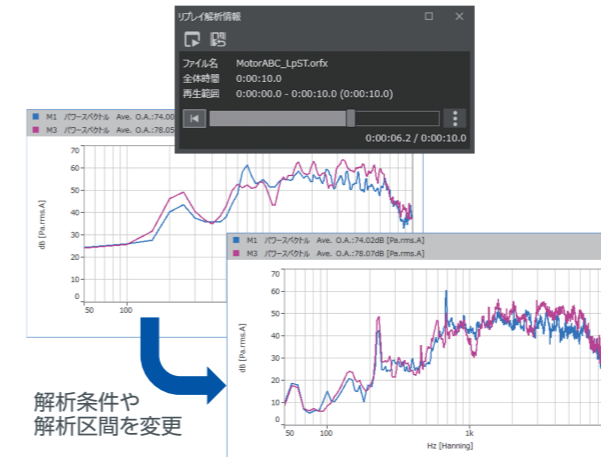 リプレイ解析情報
ファイル名 MotorABC_LpST.orfx
全体時間 0:00:10.0
再生範囲 0:00:00.0 - 0:00:10.0 (0:00:10.0)
0:00:06.2 / 0:00:10.0
M1 パワースペクトル Ave. O.A.:74.00
M3 パワースペクトル Ave. O.A.:78.05
dB [Pa.rms.A]
70
60
50
40
30
20
10
0
50 100
M1 パワースペクトル Ave. O.A.:74.02dB [Pa.rms.A]
M3 パワースペクトル Ave. O.A.:78.07dB [Pa.rms.A]
dB [Pa.rms.A]
70
60
50
40
30
20
10
0
50 100 1k
Hz [Hanning]
解析条件や
解析区間を変更